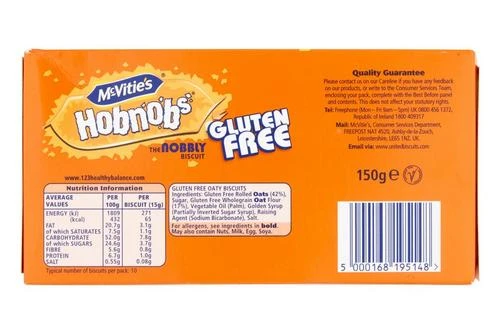 McVitie's
Hobnobs
THE NOBBLY
BISCUIT
GLUTEN
FREE
www.123healthybalance.com
Nutrition Information
AVERAGE VALUES PER 100g PER BISCUIT (15g)
ENERGY (kJ) 1809 271
(kcal) 432 65
FAT 20.7g 3.1g
of which SATURATES 7.5g 1.1g
CARBOHYDRATE 52.0g 7.8g
of which SUGARS 24.6g 3.7g
FIBRE 5.6g 0.8g
PROTEIN 6.7g 1.0g
SALT 0.55g 0.08g
Typical number of biscuits per pack: 10
GLUTEN FREE OATY BISCUITS
Ingredients: Gluten Free Rolled Oats (42%),
Sugar, Gluten Free Wholegrain Oat Flour
(17%), Vegetable Oil (Palm), Golden Syrup
(Partially Inverted Sugar Syrup), Raising
Agent (Sodium Bicarbonate), Salt.
For allergens, see ingredients in bold.
May also contain Nuts, Milk, Egg, Soya.
Quality Guarantee
Please contact us on our Careline if you have any feedback
on our products, or write to the Consumer Services Team,
enclosing your pack, complete with the Best Before panel
and contents. This does not affect your statutory rights.
Tel: Freephone (Mon - Fri 9am - 5pm) UK 0800 456 1372,
Republic of Ireland 1800 409317
Mail: McVitie's, Consumer Services Department,
FREEPOST NAT 4520, Ashby-de-la-Zouch,
Leicestershire, LE65 1NZ. UK.
Email via: www.unitedbiscuits.com
150g e V
5 000168 195148 >